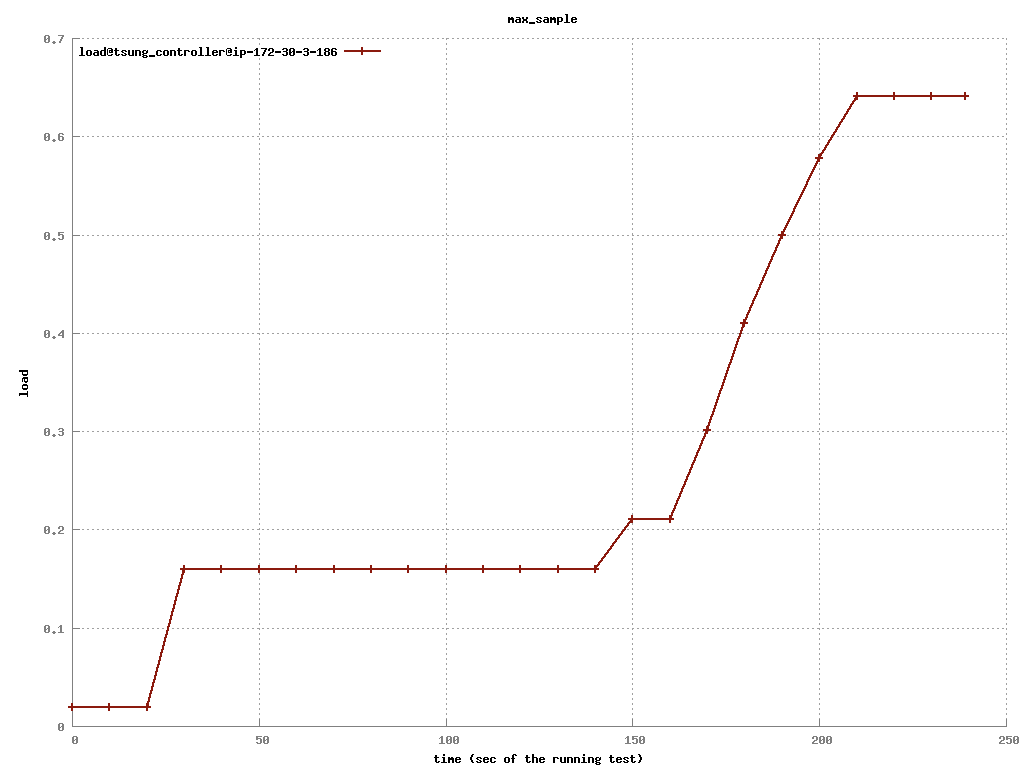 max_sample
load@tsung_controller@ip-172-30-3-186
0.7
0.6
0.5
0.4
0.3
0.2
0.1
0
load
0 50 100 150 200 250
time (sec of the running test)